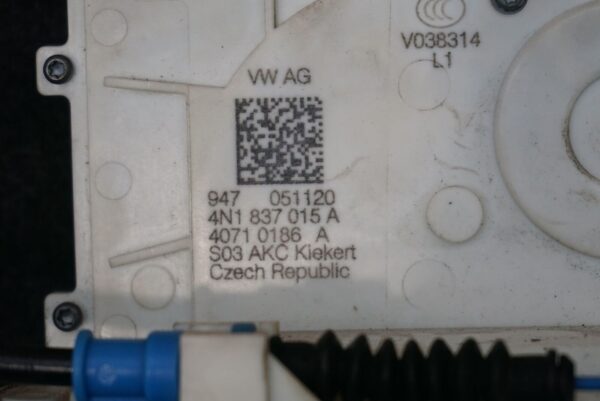 V038314
L1
VW AG
947 051120
4N1 837 015 A
4071 0186 A
S03 AKC Kiekert
Czech Republic